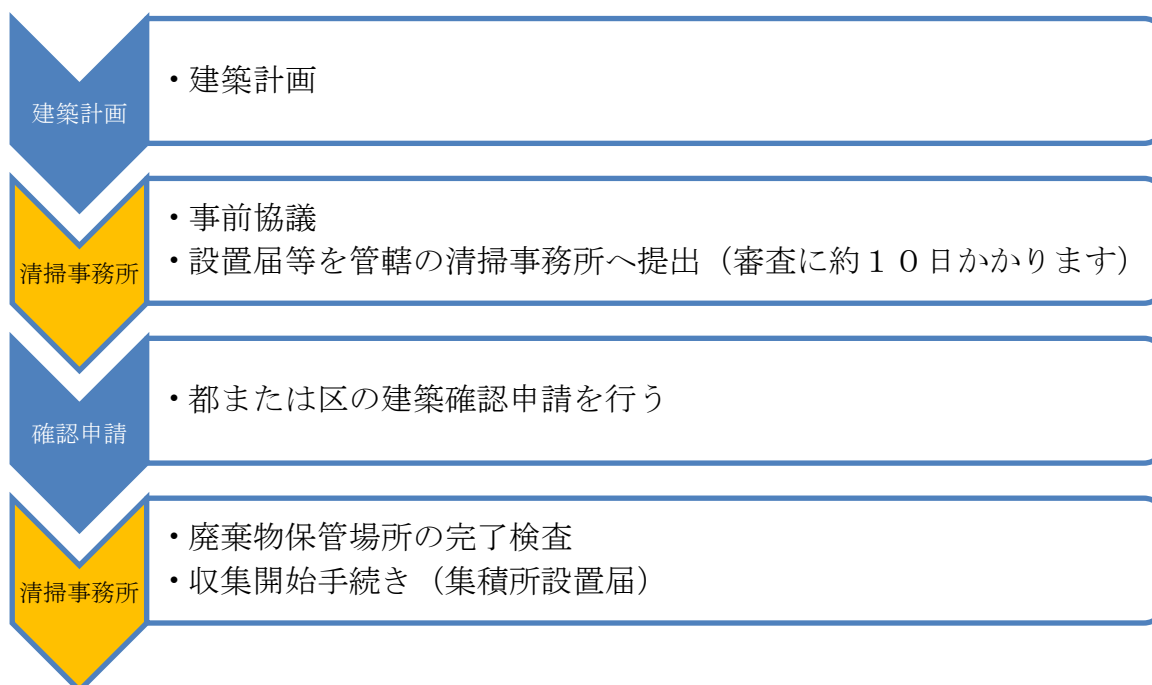 建築計画
・建築計画
清掃事務所
・事前協議
・設置届等を管轄の清掃事務所へ提出（審査に約１０日かかります）
確認申請
・都または区の建築確認申請を行う
清掃事務所
・廃棄物保管場所の完了検査
・収集開始手続き（集積所設置届）